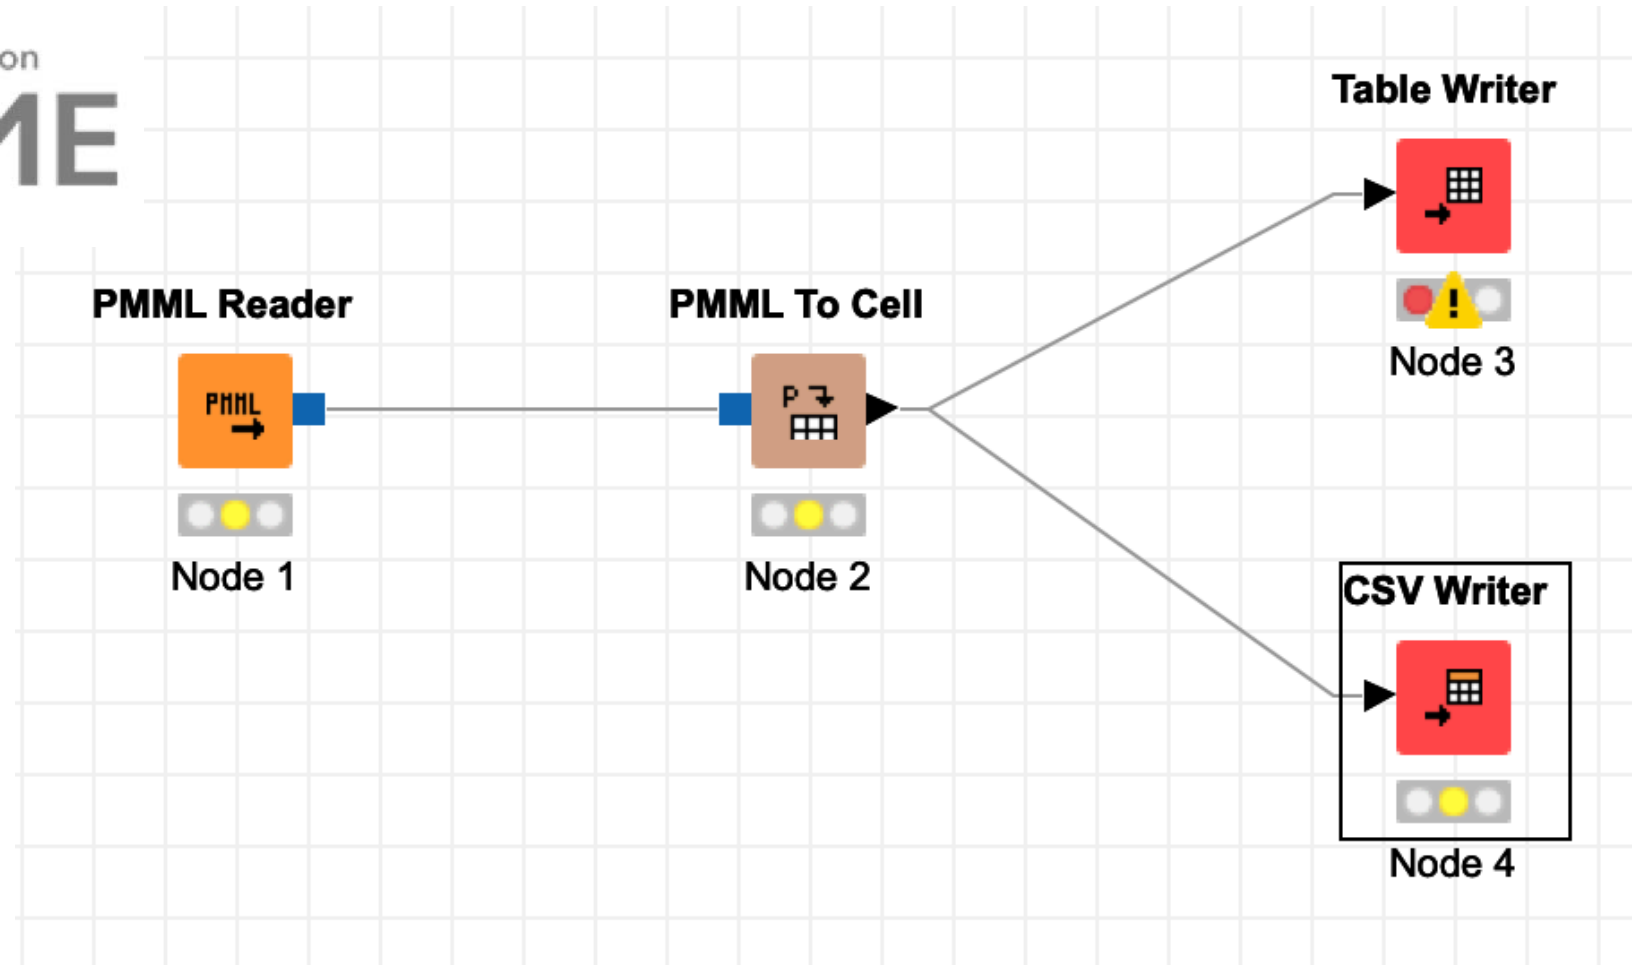 on
ME
Table Writer
Node 3
PMML Reader
PMML
Node 1
PMML To Cell
P
Node 2
CSV Writer
Node 4